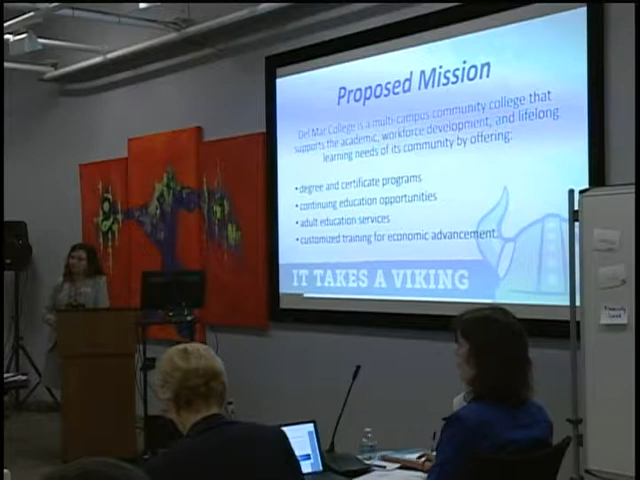 Proposed Mission
Del Mar College is a multi-campus community college that
supports the academic, workforce development, and lifelong
learning needs of its community by offering:
• degree and certificate programs
• continuing education opportunities
• adult education services
• customized training for economic advancement
IT TAKES A VIKING